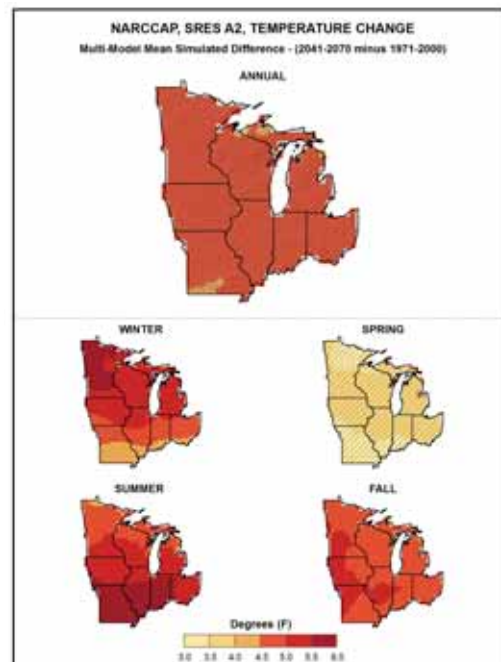 NARCCAP, SRES A2, TEMPERATURE CHANGE
Multi-Model Mean Simulated Difference - (2041-2070 minus 1971-2000)
ANNUAL
WINTER
SPRING
SUMMER
FALL
Degrees (F)
3.0 3.5 4.0 4.5 5.0 5.5 6.0